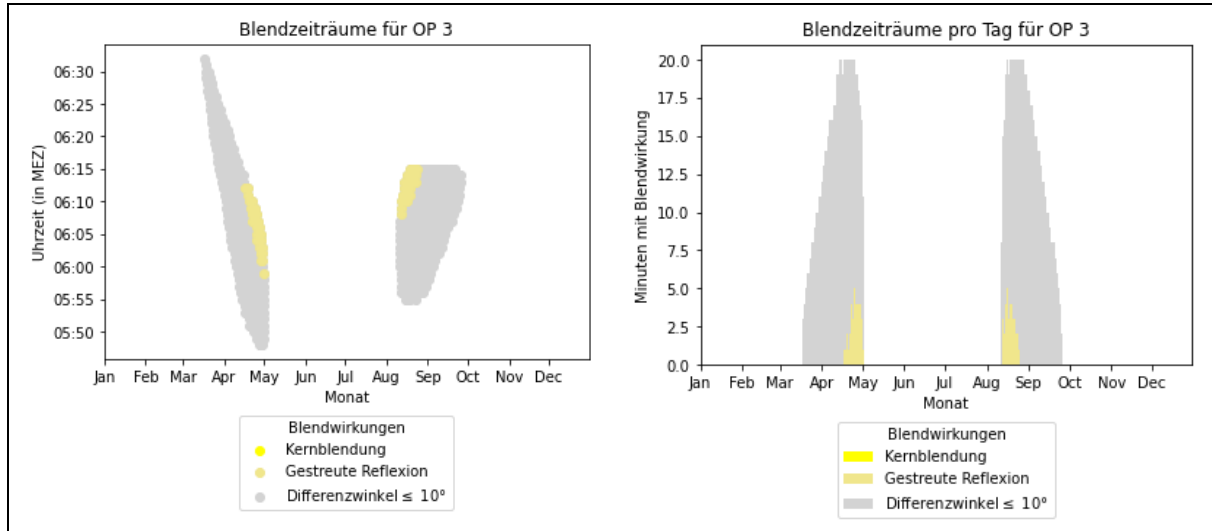 Blendzeiträume für OP 3
Uhrzeit (in MEZ)
06:30
06:25
06:20
06:15
06:10
06:05
06:00
05:55
05:50
Jan Feb Mar Apr May Jun Jul Aug Sep Oct Nov Dec
Monat
Blendwirkungen
Kernblendung
Gestreute Reflexion
Differenzwinkel ≤ 10°
Blendzeiträume pro Tag für OP 3
Minuten mit Blendwirkung
20.0
17.5
15.0
12.5
10.0
7.5
5.0
2.5
0.0
Jan Feb Mar Apr May Jun Jul Aug Sep Oct Nov Dec
Monat
Blendwirkungen
Kernblendung
Gestreute Reflexion
Differenzwinkel ≤ 10°